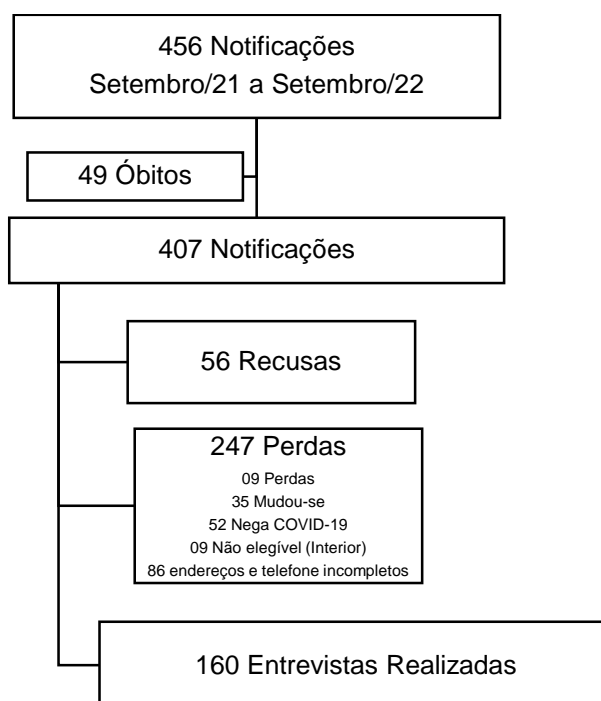 456 Notificações
Setembro/21 a Setembro/22
49 Óbitos
407 Notificações
56 Recusas
247 Perdas
09 Perdas
35 Mudou-se
52 Nega COVID-19
09 Não elegível (Interior)
86 endereços e telefone incompletos
160 Entrevistas Realizadas